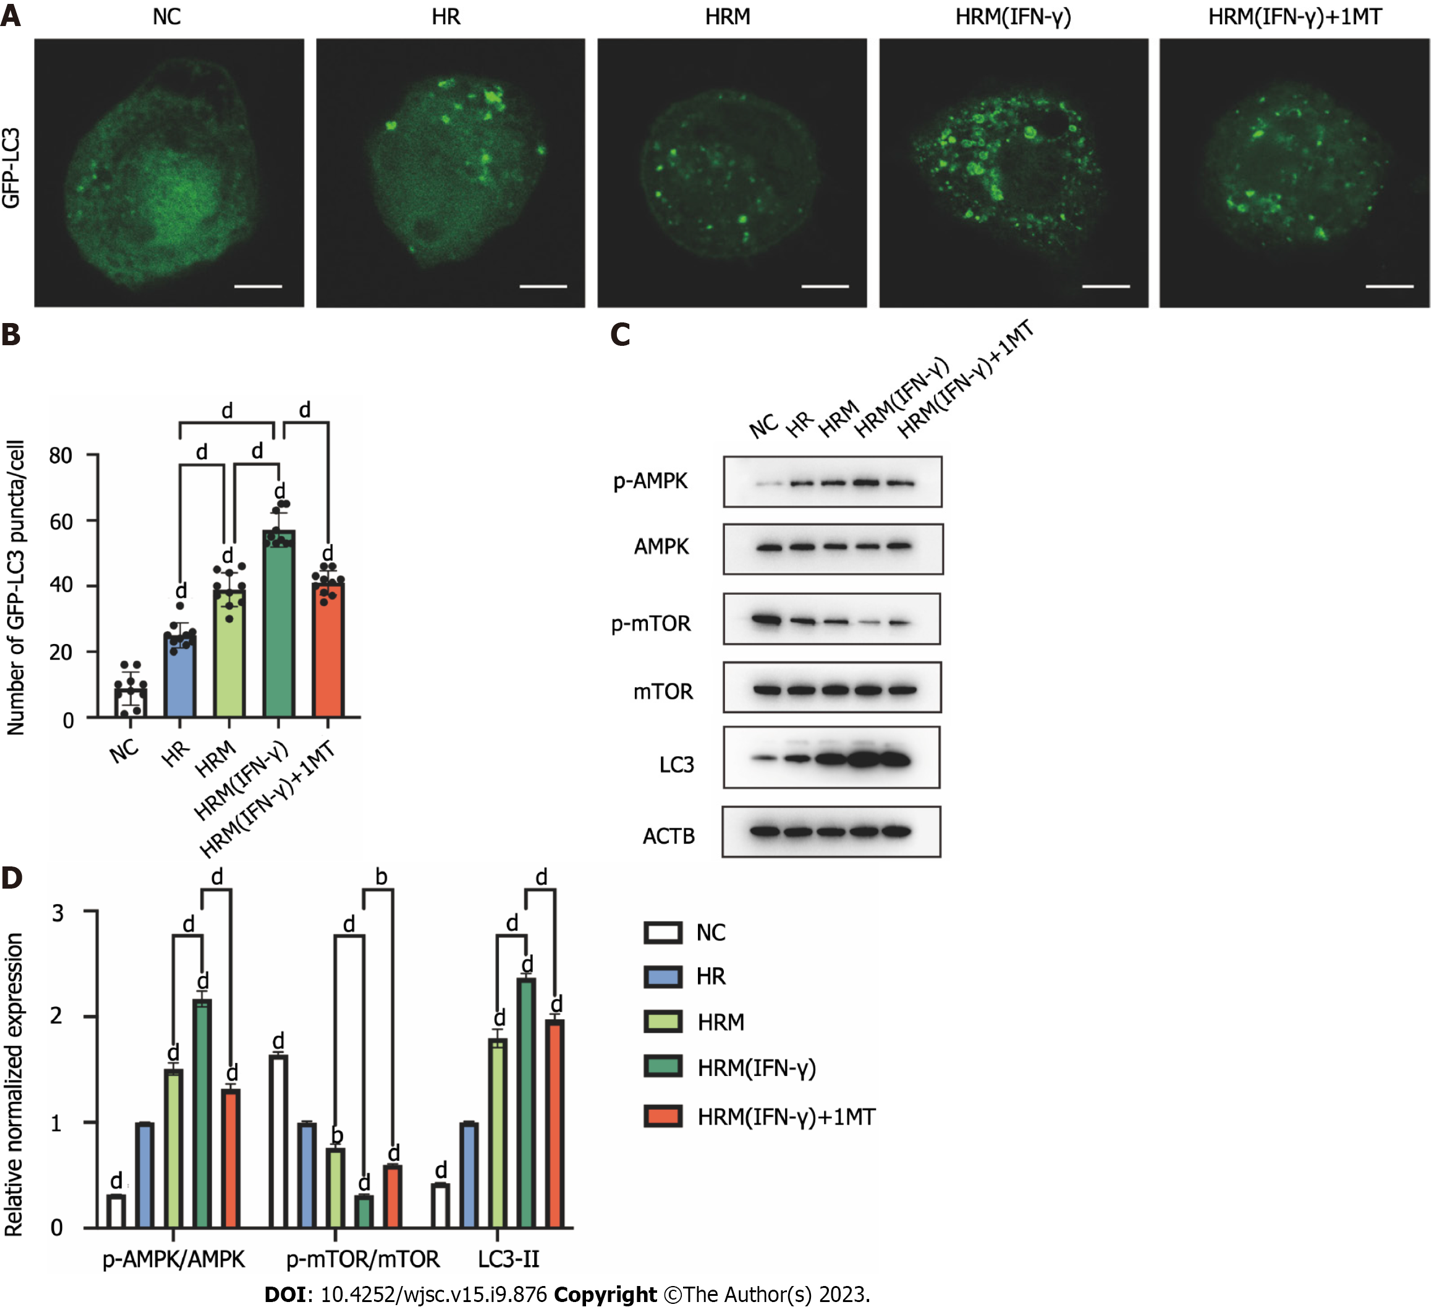 A
NC
HR
HRM
HRM(IFN-γ)
HRM(IFN-γ)+1MT
GFP-LC3
B
Number of GFP-LC3 puncta/cell
80
60
40
20
0
d
d
d
d
d
d
d
d
NC
HR
HRM
HRM(IFN-γ)
HRM(IFN-γ)+1MT
C
NC
HR
HRM
HRM(IFN-γ)
HRM(IFN-γ)+1MT
p-AMPK
AMPK
p-mTOR
mTOR
LC3
ACTB
D
Relative normalized expression
3
2
1
0
d
d
d
d
d
d
b
d
d
b
d
d
d
d
d
d
d
d
p-AMPK/AMPK
p-mTOR/mTOR
LC3-II
NC
HR
HRM
HRM(IFN-γ)
HRM(IFN-γ)+1MT
DOI: 10.4252/wjsc.v15.i9.876 Copyright ©The Author(s) 2023.